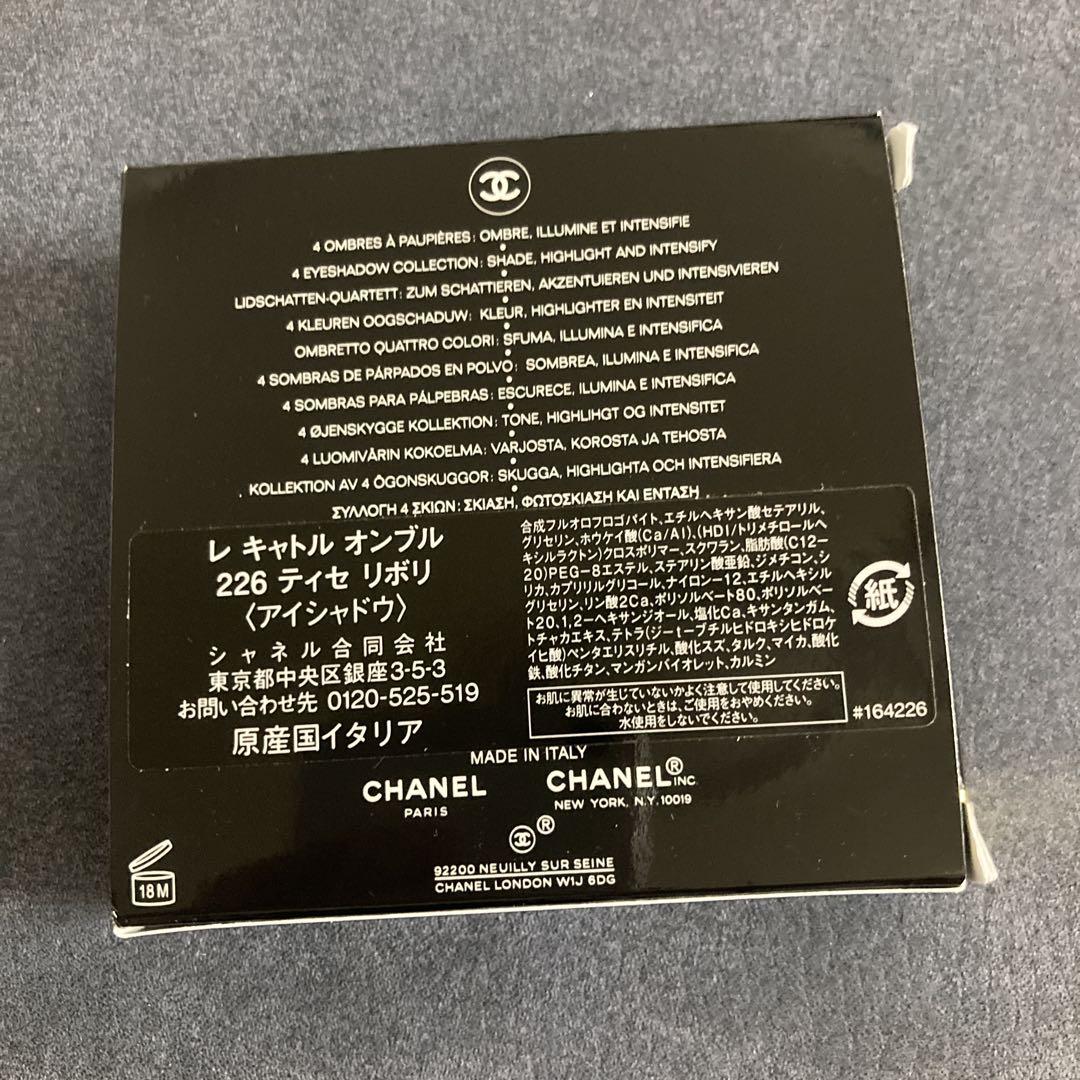 4 OMBRES À PAUPIÈRES: OMBRE, ILLUMINE ET INTENSIFIE
4 EYESHADOW COLLECTION: SHADE, HIGHLIGHT AND INTENSIFY
LIDSCHATTEN-QUARTETT: ZUM SCHATTIEREN, AKZENTUIEREN UND INTENSIVIEREN
4 KLEUREN OOGSCHADUW: KLEUR, HIGHLIGHTER EN INTENSITEIT
OMBRETTO QUATTRO COLORI: SFUMA, ILLUMINA E INTENSIFICA
4 SOMBRAS DE PÁRPADOS EN POLVO: SOMBREA, ILUMINA E INTENSIFICA
4 SOMBRAS PARA PÁLPEBRAS: ESCURECE, ILUMINA E INTENSIFICA
4 ØJENSKYGGE KOLLEKTION: TONE, HIGHLIHGT OG INTENSITET
4 LUOMIVÄRIN KOKOELMA: VARJOSTA, KOROSTA JA TEHOSTA
KOLLEKTION AV 4 ÖGONSKUGGOR: SKUGGA, HIGHLIGHTA OCH INTENSIFIERA
ΣΥΛΛΟΓΗ 4 ΣΚΙΩΝ: ΣΚΙΑΣΗ, ΦΩΤΟΣΚΙΑΣΗ ΚΑΙ ΕΝΤΑΣΗ
レ キャトル オンブル
226 ティセ リボリ
〈アイシャドウ〉
シャネル合同会社
東京都中央区銀座3-5-3
お問い合わせ先 0120-525-519
原産国イタリア
合成フルオロフロゴパイト、エチルヘキサン酸セテアリル、
グリセリン、ホウケイ酸(Ca/Al)、(HDI/トリメチロールヘ
キシルラクトン)クロスポリマー、スクワラン、脂肪酸(C12-
20)PEG-8エステル、ステアリン酸亜鉛、ジメチコン、シ
リカ、カプリリルグリコール、ナイロン-12、エチルヘキシル
グリセリン、リン酸2Ca、ポリソルベート80、ポリソルベー
ト20、1,2-ヘキサンジオール、塩化Ca、キサンタンガム、
トチャカエキス、テトラ(ジーtーブチルヒドロキシヒドロケ
イヒ酸)ペンタエリスリチル、酸化スズ、タルク、マイカ、酸化
鉄、酸化チタン、マンガンバイオレット、カルミン
お肌に異常が生じていないかよく注意して使用してください。
お肌に合わないときは、ご使用をおやめください。
水使用をしないでください。
紙
#164226
MADE IN ITALY
CHANEL
PARIS
CHANEL® INC.
NEW YORK, N.Y. 10019
®
92200 NEUILLY SUR SEINE
CHANEL LONDON W1J 6DG
18 M